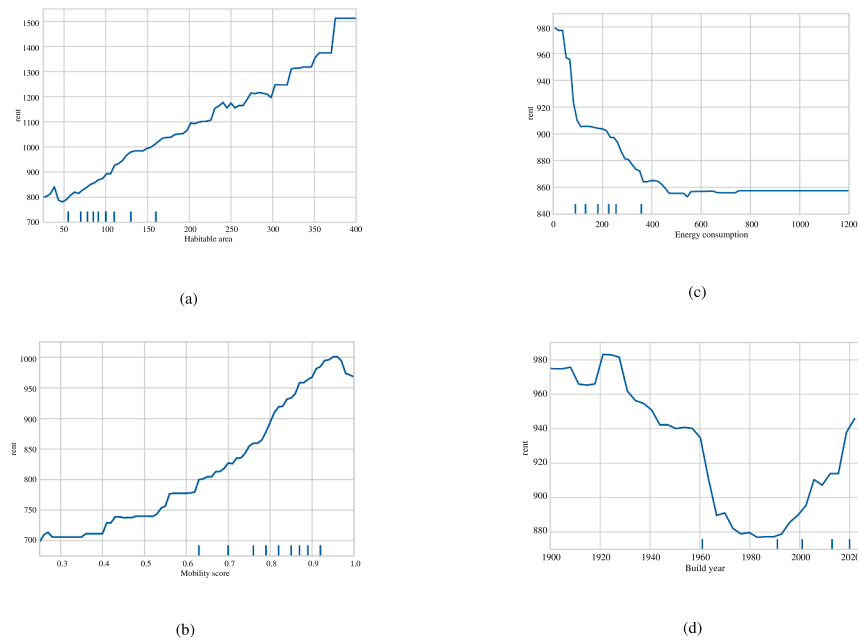 1500
1400
1300
1200
1100
1000
900
800
700
rent
50 100 150 200 250 300 350 400
Habitable area
(a)
980
960
940
920
900
880
860
840
rent
0 200 400 600 800 1000 1200
Energy consumption
(c)
1000
950
900
850
800
750
700
rent
0.3 0.4 0.5 0.6 0.7 0.8 0.9 1.0
Mobility score
(b)
980
960
940
920
900
880
rent
1900 1920 1940 1960 1980 2000 2020
Build year
(d)